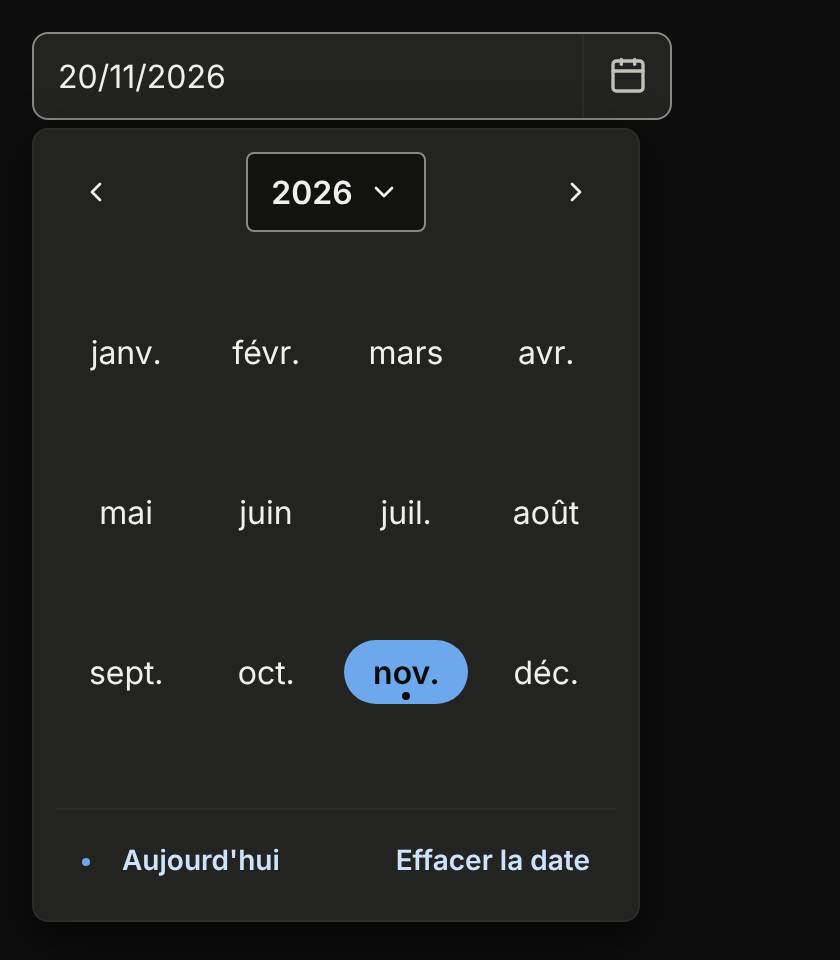 20/11/2026
2026
janv. févr. mars avr.
mai juin juil. août
sept. oct. nov. déc.
Aujourd'hui Effacer la date